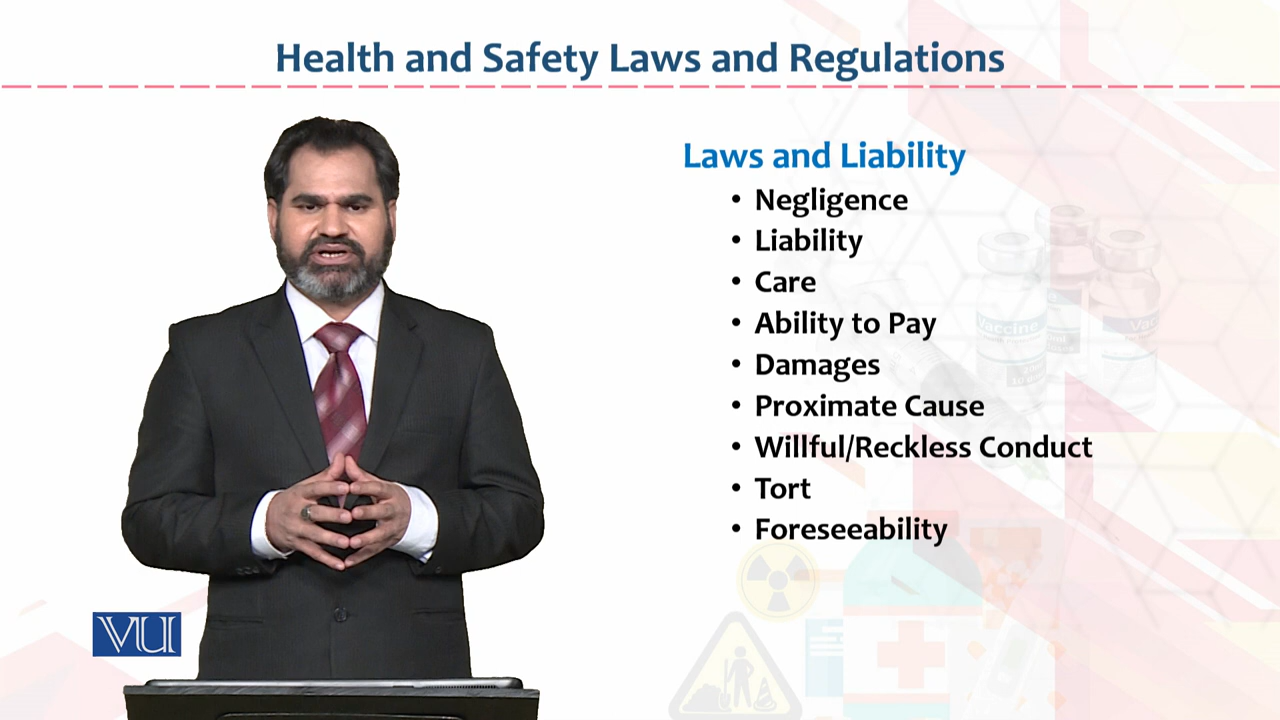 Health and Safety Laws and Regulations
Laws and Liability
• Negligence
• Liability
• Care
• Ability to Pay
• Damages
• Proximate Cause
• Willful/Reckless Conduct
• Tort
• Foreseeability
Vaccine
VU